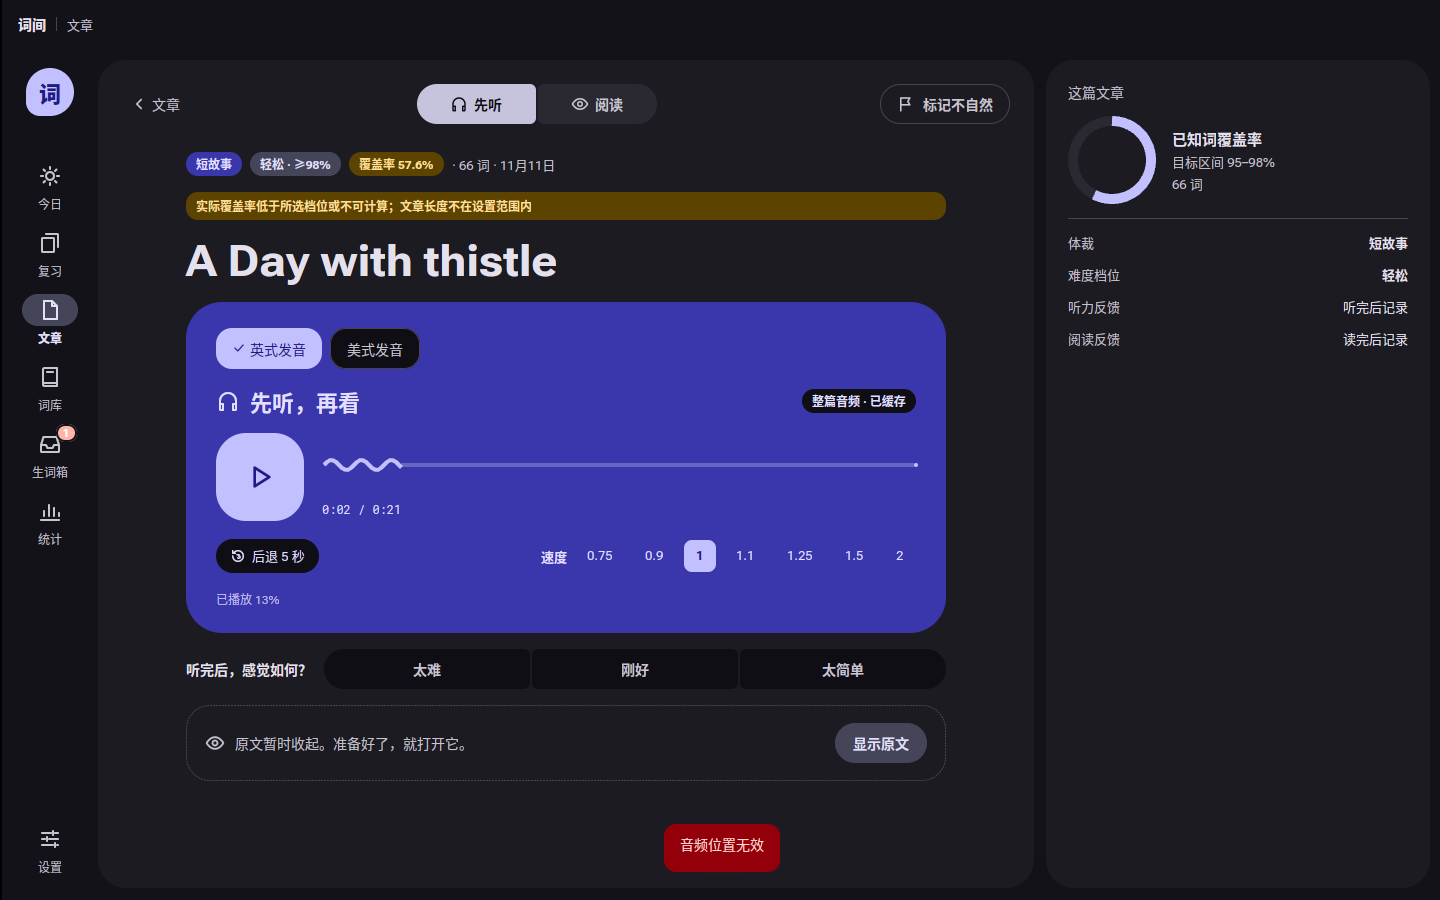 词间 | 文章
词
今日
复习
文章
词库
1
生词箱
统计
设置
文章
先听
阅读
标记不自然
短故事
轻松 · ≥98%
覆盖率 57.6%
· 66 词 · 11月11日
实际覆盖率低于所选档位或不可计算；文章长度不在设置范围内
A Day with thistle
英式发音
美式发音
先听，再看
整篇音频 · 已缓存
0:02 / 0:21
后退 5 秒
速度 0.75 0.9 1 1.1 1.25 1.5 2
已播放 13%
听完后，感觉如何？
太难
刚好
太简单
原文暂时收起。准备好了，就打开它。
显示原文
音频位置无效
这篇文章
已知词覆盖率
目标区间 95–98%
66 词
体裁 短故事
难度档位 轻松
听力反馈 听完后记录
阅读反馈 读完后记录